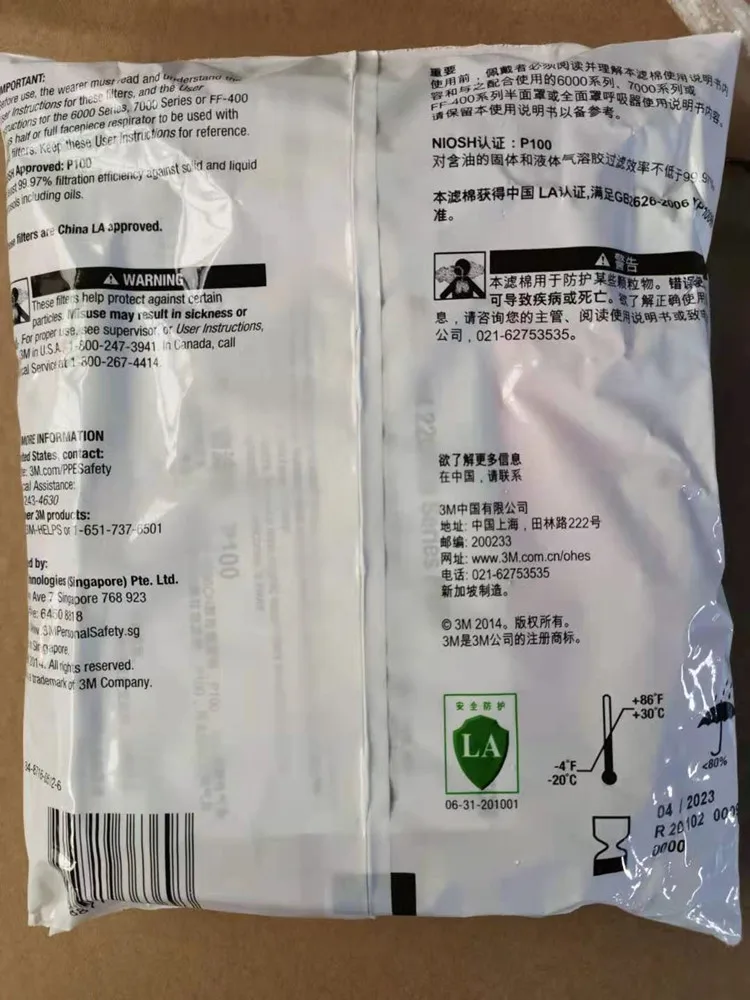 IMPORTANT:
use, the wearer must read and understand
Instructions for these filters, and the User
for the 6000 Series, 7000 Series or FF-400
half or full facepiece respirator to be used with
filters. Keep these User Instructions for reference.
Approved: P100
99.97% filtration efficiency against solid and liquid
including oils.
filters are China LA approved.
WARNING
These filters help protect against certain
particles. Misuse may result in sickness or
For proper use, see supervisor, or User Instructions,
3M in U.S.A. 1-800-247-3941. In Canada, call
Service at 1-800-267-4414.
MORE INFORMATION
States, contact:
3M.com/PPESafety
Assistance:
243-4630
3M products:
3M-HELPS or 1-651-737-6501
by:
(Singapore) Pte. Ltd.
Ave 7 Singapore 768 923
6450 8818
3MPersonalSafety.sg
Singapore.
2014. All rights reserved.
trademark of 3M Company.
重要
使用前，佩戴者必须阅读并理解本滤棉使用说明书内
容和与之配合使用的6000系列、7000系列或
FF-400系列半面罩或全面罩呼吸器使用说明书内容。
请保留本使用说明书以备参考。
NIOSH认证：P100
对含油的固体和液体气溶胶过滤效率不低于
本滤棉获得中国 LA认证,满足GB2626-2006
准。
警告
本滤棉用于防护某些颗粒物。错误
可导致疾病或死亡。欲了解正确使用
息，请咨询您的主管、阅读使用说明书或致电
公司，021-62753535。
欲了解更多信息
在中国，请联系
3M中国有限公司
地址: 中国上海，田林路222号
邮编: 200233
网址: www.3M.com.cn/ohes
电话: 021-62753535
新加坡制造。
© 3M 2014。版权所有。
3M是3M公司的注册商标。
安全防护
LA
06-31-201001
+86°F
+30°C
-4°F
-20°C
<80%
04 / 2023
R 20102
0000
P100